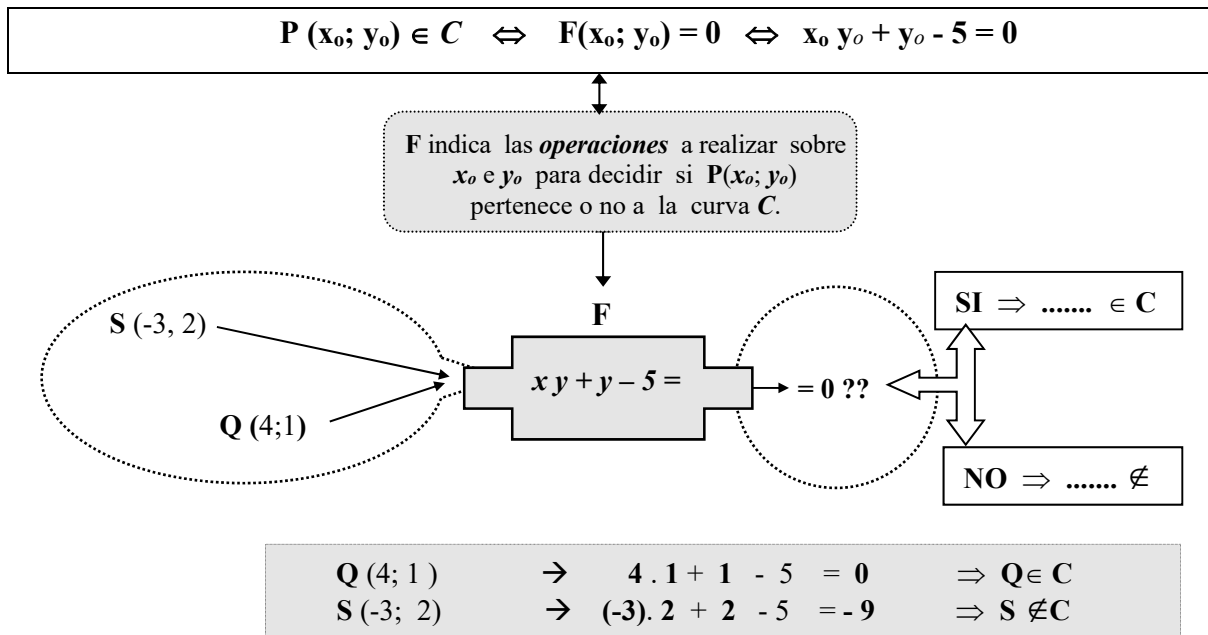 P (xₒ; yₒ) ∈ C ⇔ F(xₒ; yₒ) = 0 ⇔ xₒ yₒ + yₒ - 5 = 0
F indica las operaciones a realizar sobre
xₒ e yₒ para decidir si P(xₒ; yₒ)
pertenece o no a la curva C.
F
SI ⇒ ....... ∈ C
S (-3, 2)
x y + y – 5 =
= 0 ??
Q (4;1)
NO ⇒ ....... ∉
Q (4; 1 ) → 4 . 1 + 1 - 5 = 0 ⇒ Q∈ C
S (-3; 2) → (-3). 2 + 2 - 5 = - 9 ⇒ S ∉C